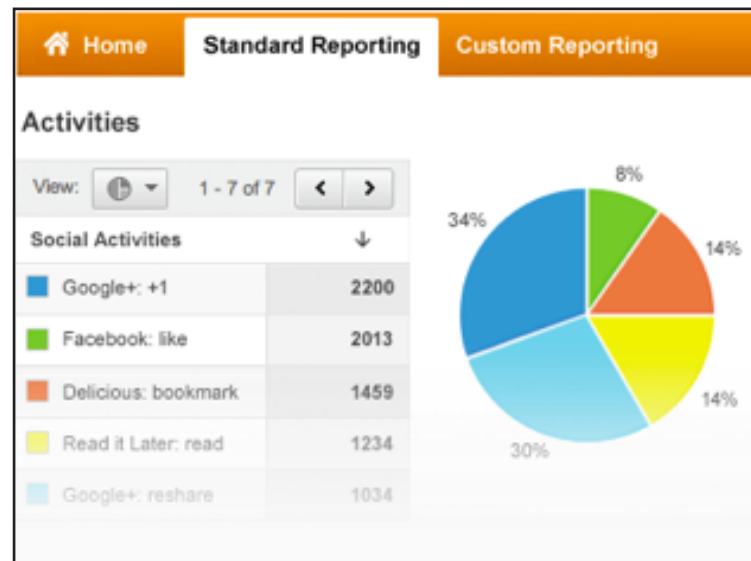 Home Standard Reporting Custom Reporting
Activities
View: 1 - 7 of 7
Social Activities
Google+: +1 2200
Facebook: like 2013
Delicious: bookmark 1459
Read it Later: read 1234
Google+: reshare 1034
8%
34%
14%
14%
30%